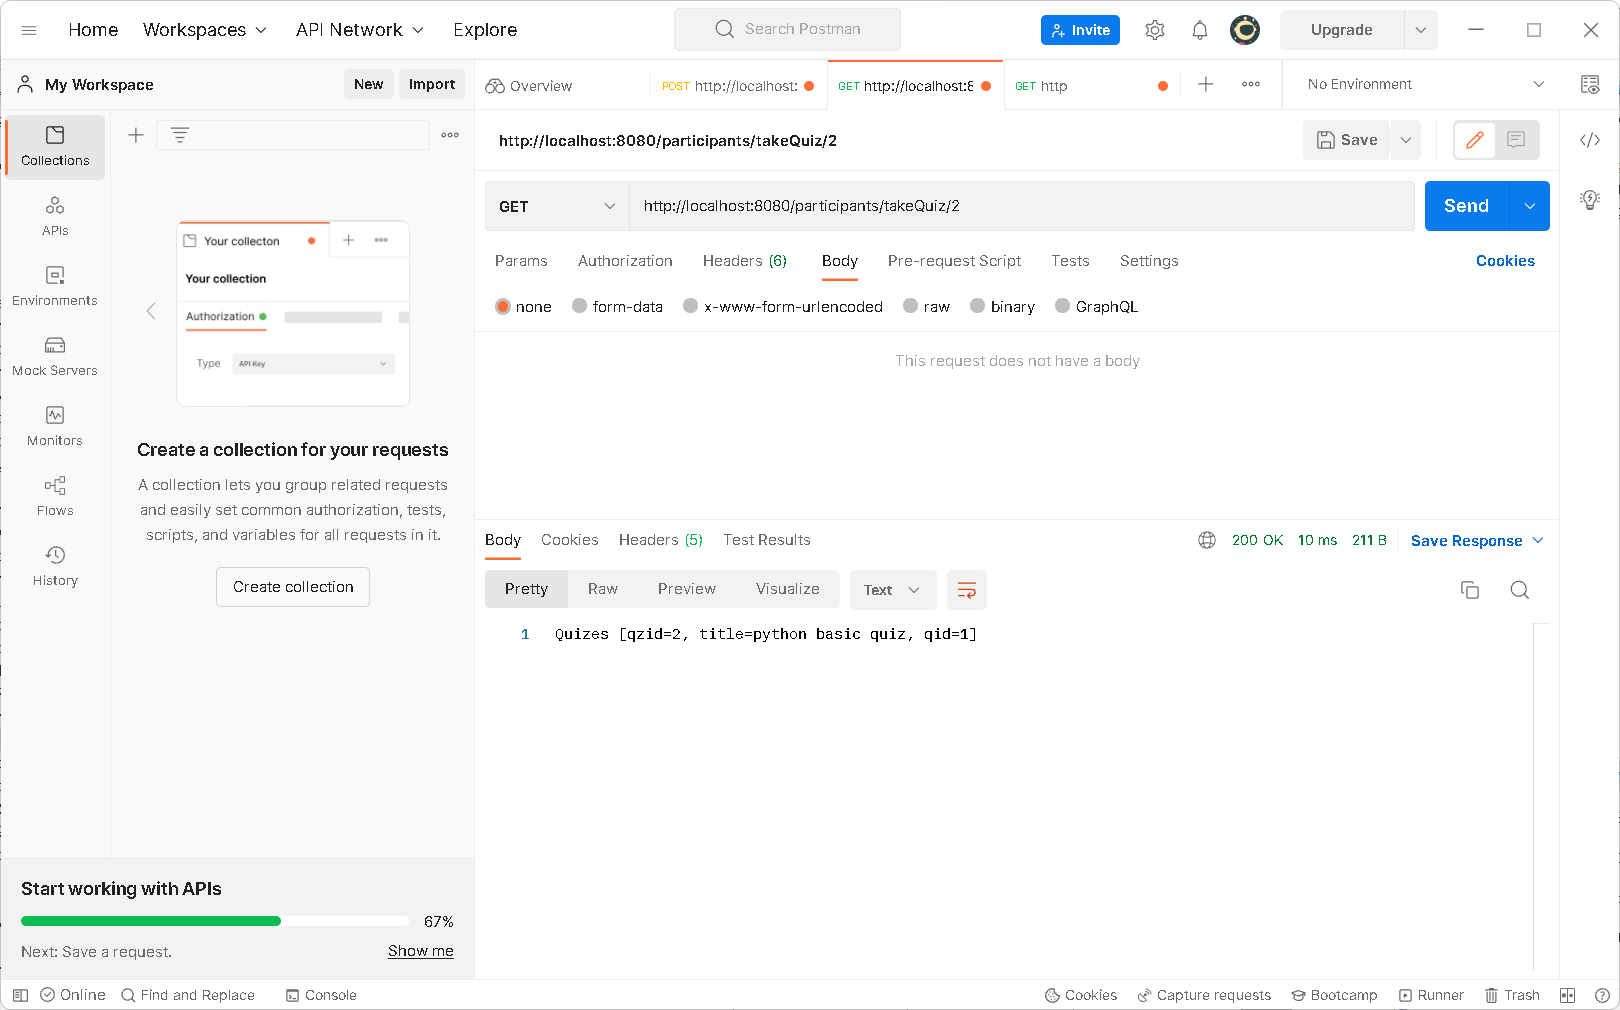 Home
Workspaces
API Network
Explore
Search Postman
Invite
Upgrade
My Workspace
New
Import
Overview
POST http://localhost:
GET http://localhost:8
GET http
No Environment
Collections
APIs
Environments
Mock Servers
Monitors
Flows
History
Your collecton
Your collection
Authorization
Type
API Key
Create a collection for your requests
A collection lets you group related requests
and easily set common authorization, tests,
scripts, and variables for all requests in it.
Create collection
Start working with APIs
67%
Next: Save a request.
Show me
http://localhost:8080/participants/takeQuiz/2
Save
GET
http://localhost:8080/participants/takeQuiz/2
Send
Params
Authorization
Headers (6)
Body
Pre-request Script
Tests
Settings
Cookies
none
form-data
x-www-form-urlencoded
raw
binary
GraphQL
This request does not have a body
Body
Cookies
Headers (5)
Test Results
200 OK
10 ms
211 B
Save Response
Pretty
Raw
Preview
Visualize
Text
1 Quizes [qzid=2, title=python basic quiz, qid=1]
Online
Find and Replace
Console
Cookies
Capture requests
Bootcamp
Runner
Trash